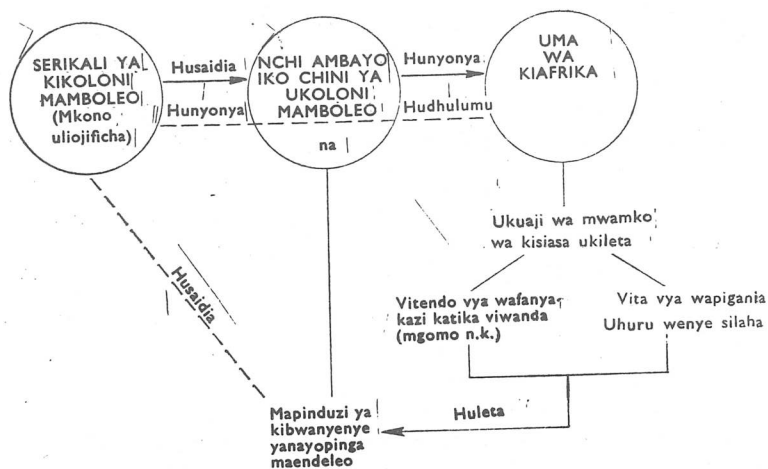 SERIKALI YA
KIKOLONI
MAMBOLEO
(Mkono
uliojificha)
Husaidia
Hunyonya
NCHI AMBAYO
IKO CHINI YA
UKOLONI
MAMBOLEO
na
Hunyonya
Hudhulumu
UMA
WA
KIAFRIKA
Ukuaji wa mwamko
wa kisiasa ukileta
Vitendo vya wafanya-
kazi katika viwanda
(mgomo n.k.)
Vita vya wapigania
Uhuru wenye silaha
Husaidia
Huleta
Mapinduzi ya
kibwanyenye
yanayopinga
maendeleo